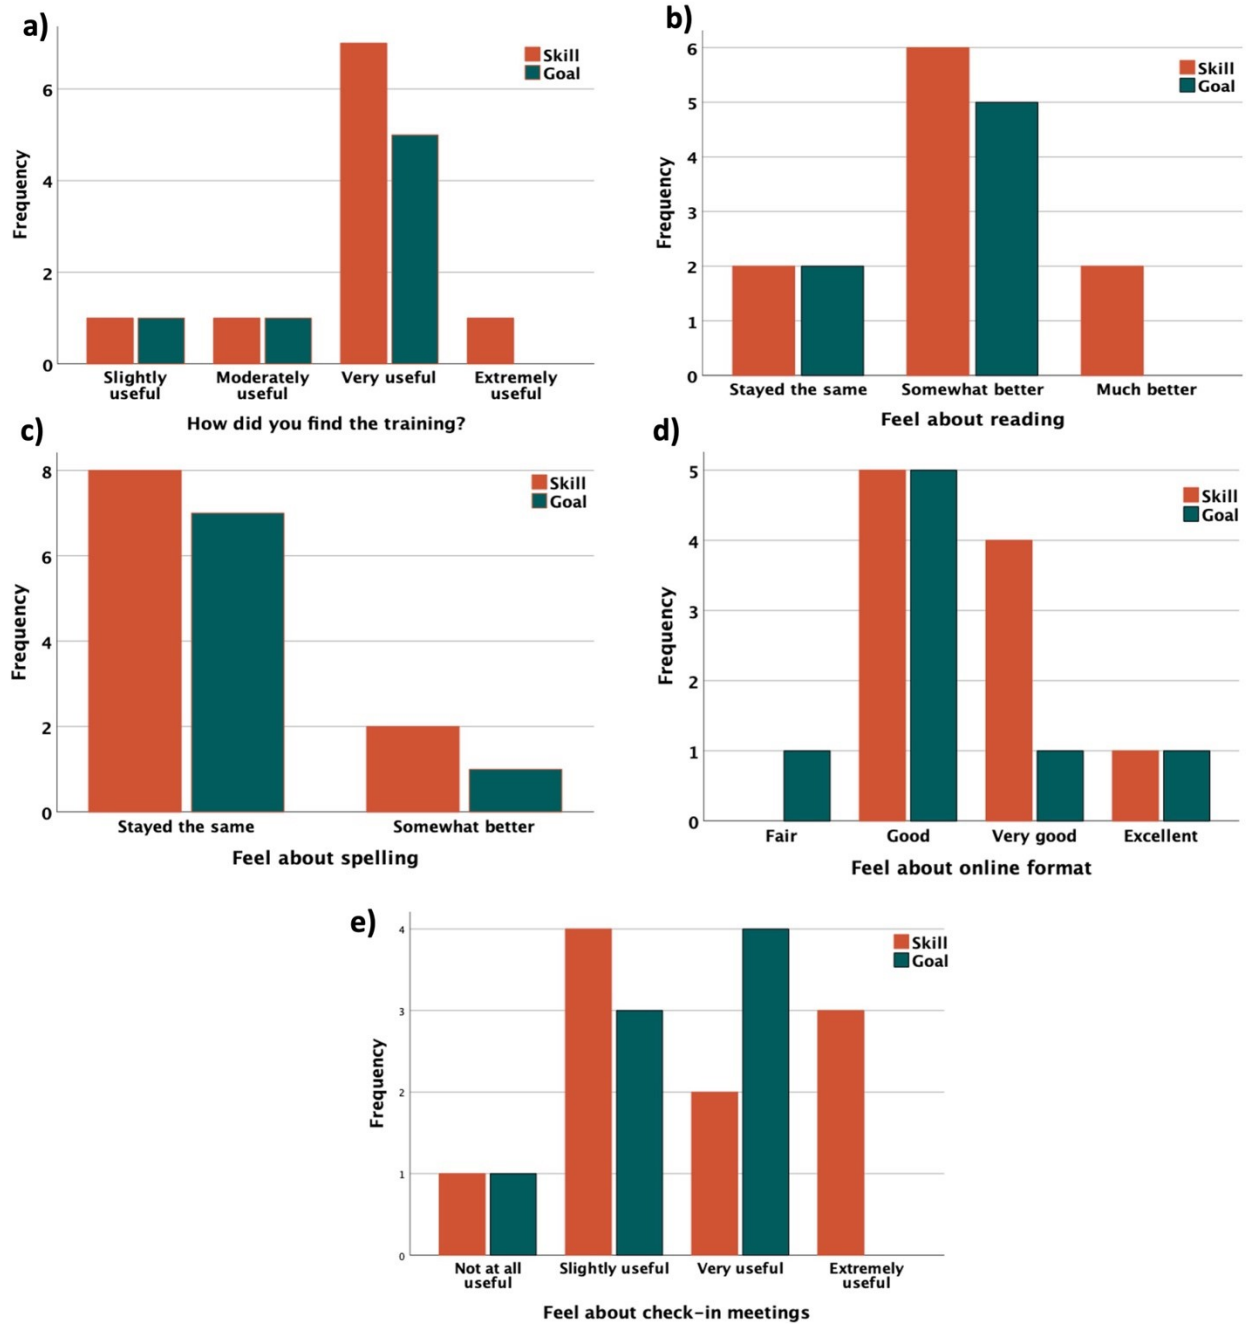 a)
Skill
Goal
6
4
2
0
Frequency
Slightly
useful
Moderately
useful
Very useful
Extremely
useful
How did you find the training?
b)
Skill
Goal
6
5
4
3
2
1
0
Frequency
Stayed the same
Somewhat better
Much better
Feel about reading
c)
Skill
Goal
8
6
4
2
0
Frequency
Stayed the same
Somewhat better
Feel about spelling
d)
Skill
Goal
5
4
3
2
1
0
Frequency
Fair
Good
Very good
Excellent
Feel about online format
e)
Skill
Goal
4
3
2
1
0
Frequency
Not at all
useful
Slightly useful
Very useful
Extremely
useful
Feel about check-in meetings